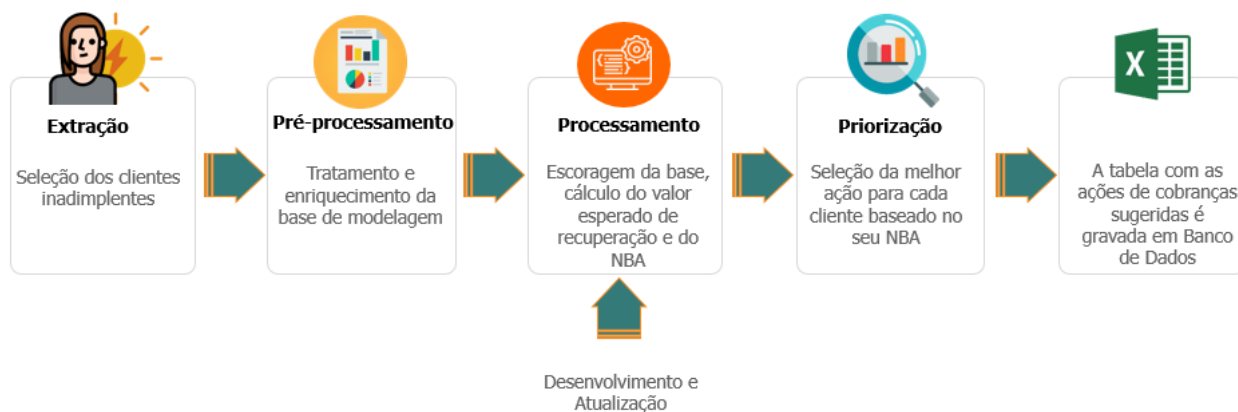 Extração
Seleção dos clientes
inadimplentes
Pré-processamento
Tratamento e
enriquecimento da
base de modelagem
Processamento
Escoragem da base,
cálculo do valor
esperado de
recuperação e do
NBA
Priorização
Seleção da melhor
ação para cada
cliente baseado no
seu NBA
X
A tabela com as
ações de cobranças
sugeridas é
gravada em Banco
de Dados
Desenvolvimento e
Atualização